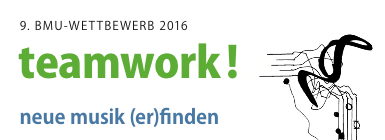 9. BMU-WETTBEWERB 2016
teamwork!
neue musik (er)finden